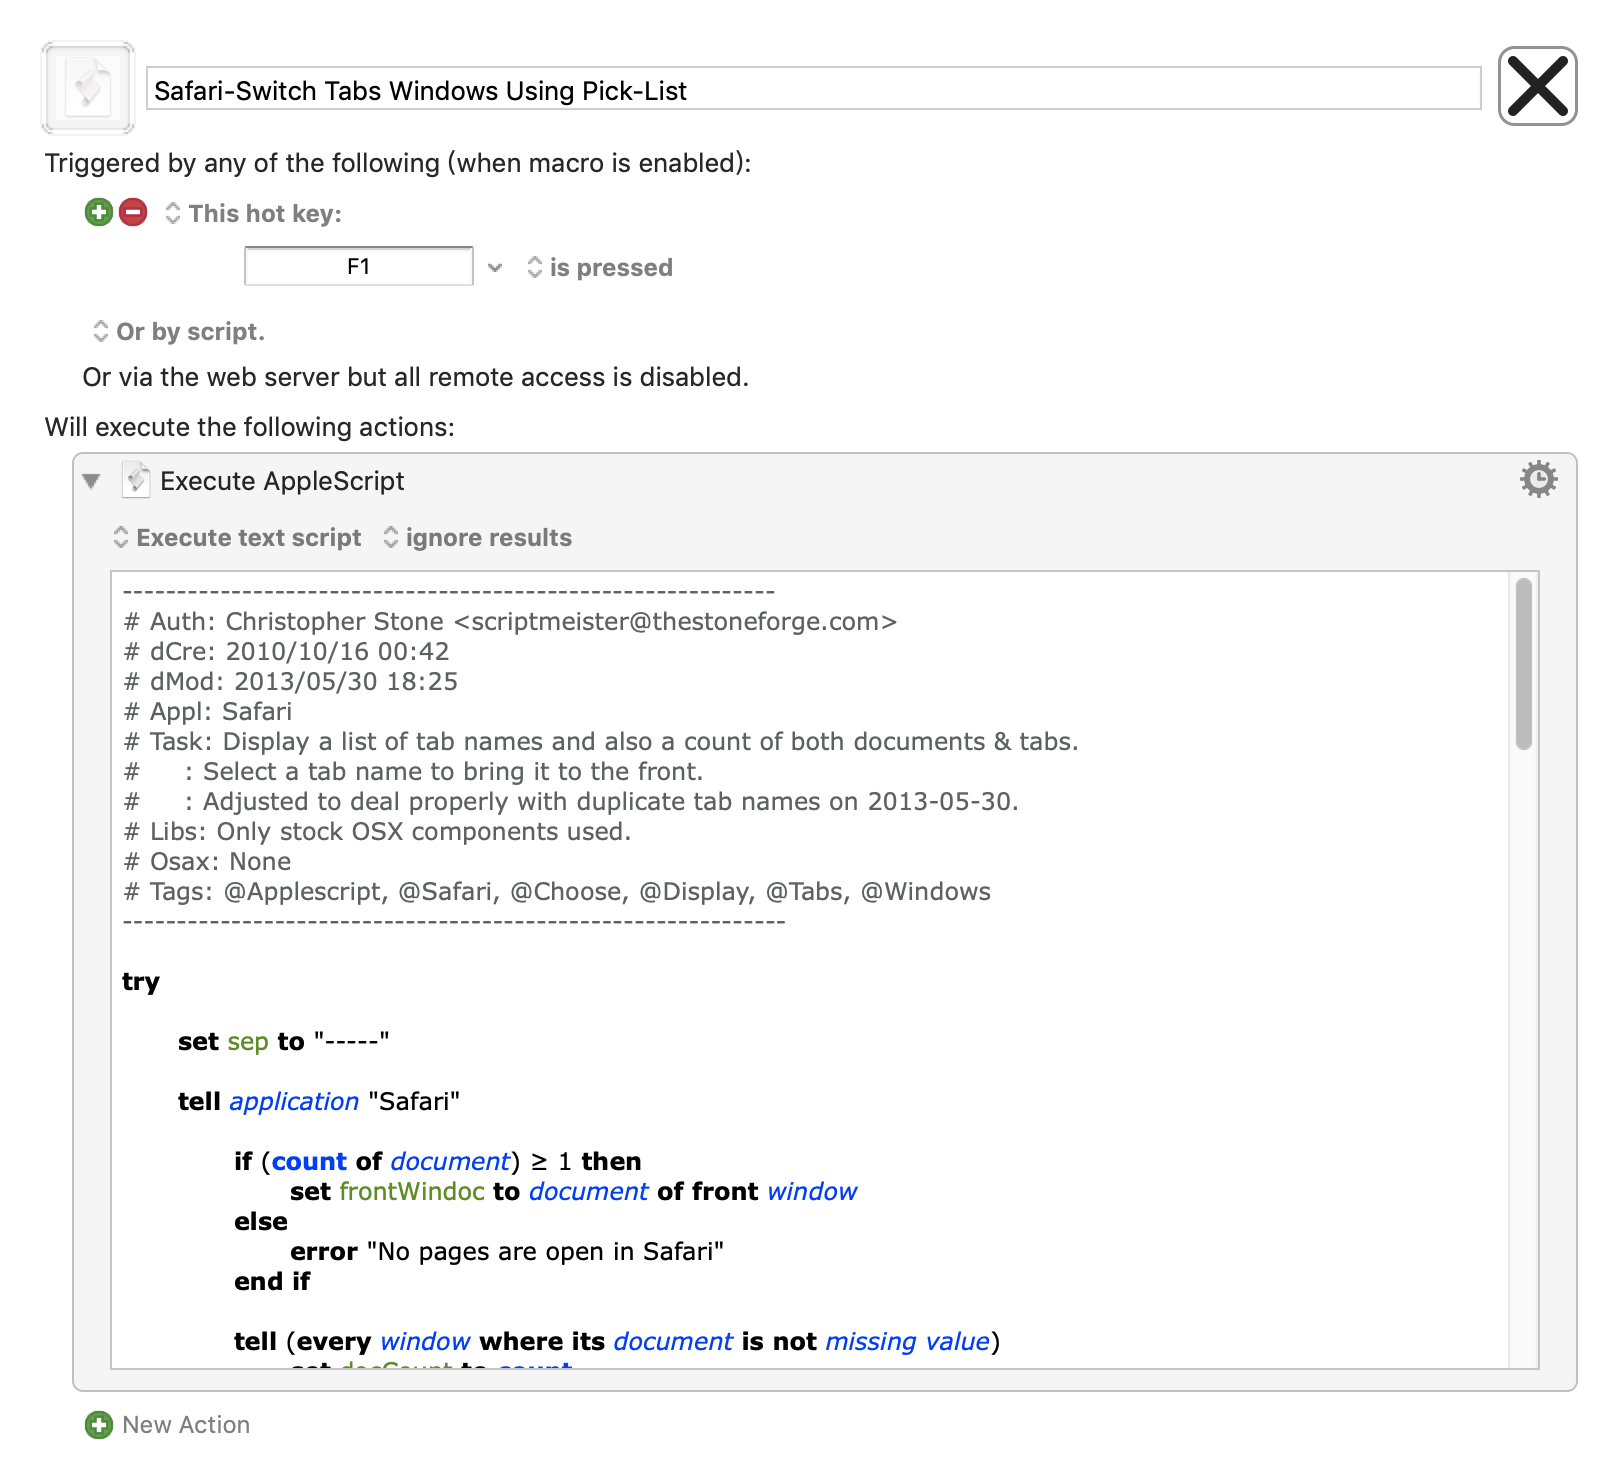 Safari-Switch Tabs Windows Using Pick-List
Triggered by any of the following (when macro is enabled):
This hot key:
F1 is pressed
Or by script.
Or via the web server but all remote access is disabled.
Will execute the following actions:
Execute AppleScript
Execute text script ignore results
------------------------------------------------------------
# Auth: Christopher Stone <scriptmeister@thestoneforge.com>
# dCre: 2010/10/16 00:42
# dMod: 2013/05/30 18:25
# Appl: Safari
# Task: Display a list of tab names and also a count of both documents & tabs.
#     : Select a tab name to bring it to the front.
#     : Adjusted to deal properly with duplicate tab names on 2013-05-30.
# Libs: Only stock OSX components used.
# Osax: None
# Tags: @Applescript, @Safari, @Choose, @Display, @Tabs, @Windows
-------------------------------------------------------------
try
set sep to "-----"
tell application "Safari"
if (count of document) ≥ 1 then
set frontWindoc to document of front window
else
error "No pages are open in Safari"
end if
tell (every window where its document is not missing value)
set docCount to count
New Action